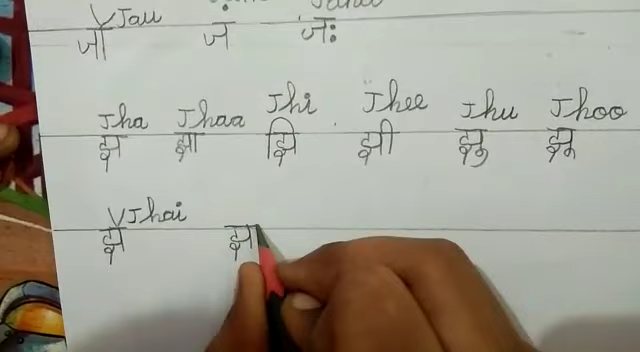 Jau
जौ ज जः
Jha Jhaa Jhi Jhee Jhu Jhoo
झ झा झि झी झु झू
Jhai
झै झ